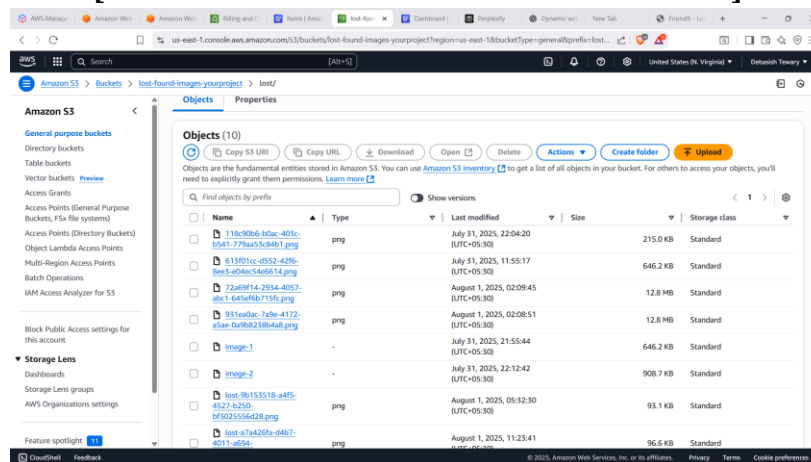 AWS Manag
Amazon Web
Amazon Web
Billing and C
Items | Amaz
lost-foun
Dashboard |
Perplexity
Dynamic web
New Tab
FoundIt - Los
us-east-1.console.aws.amazon.com/s3/buckets/lost-found-images-yourproject?region=us-east-1&bucketType=general&prefix=lost...
aws
Search
[Alt+S]
United States (N. Virginia)
Debasish Tewary
Amazon S3 > Buckets > lost-found-images-yourproject > lost/
Amazon S3
General purpose buckets
Directory buckets
Table buckets
Vector buckets Preview
Access Grants
Access Points (General Purpose
Buckets, FSx file systems)
Access Points (Directory Buckets)
Object Lambda Access Points
Multi-Region Access Points
Batch Operations
IAM Access Analyzer for S3
Block Public Access settings for
this account
Storage Lens
Dashboards
Storage Lens groups
AWS Organizations settings
Feature spotlight 11
Objects Properties
Objects (10)
Copy S3 URI
Copy URL
Download
Open
Delete
Actions
Create folder
Upload
Objects are the fundamental entities stored in Amazon S3. You can use Amazon S3 inventory to get a list of all objects in your bucket. For others to access your objects, you'll
need to explicitly grant them permissions. Learn more
Find objects by prefix
Show versions
1
Name Type Last modified Size Storage class
118c90b6-b0ac-403c-
b541-779aa53c84b1.png png July 31, 2025, 22:04:20
(UTC+05:30) 215.0 KB Standard
613f01cc-d552-42f6-
8ee3-e04ec54e6614.png png July 31, 2025, 11:55:17
(UTC+05:30) 646.2 KB Standard
72a69f14-2934-4057-
abc1-645ef6b715fc.png png August 1, 2025, 02:09:45
(UTC+05:30) 12.8 MB Standard
931ea0ac-7a9e-4172-
a5ae-0a9b8238b4a8.png png August 1, 2025, 02:08:51
(UTC+05:30) 12.8 MB Standard
image-1 - July 31, 2025, 21:55:44
(UTC+05:30) 646.2 KB Standard
image-2 - July 31, 2025, 22:12:42
(UTC+05:30) 908.7 KB Standard
lost-9b153518-a4f5-
4527-b250-
bf3025556d28.png png August 1, 2025, 05:32:30
(UTC+05:30) 93.1 KB Standard
lost-a7a426fa-d4b7-
4011-a694- png August 1, 2025, 11:23:41
96.6 KB Standard
CloudShell Feedback
© 2025, Amazon Web Services, Inc. or its affiliates. Privacy Terms Cookie preferences